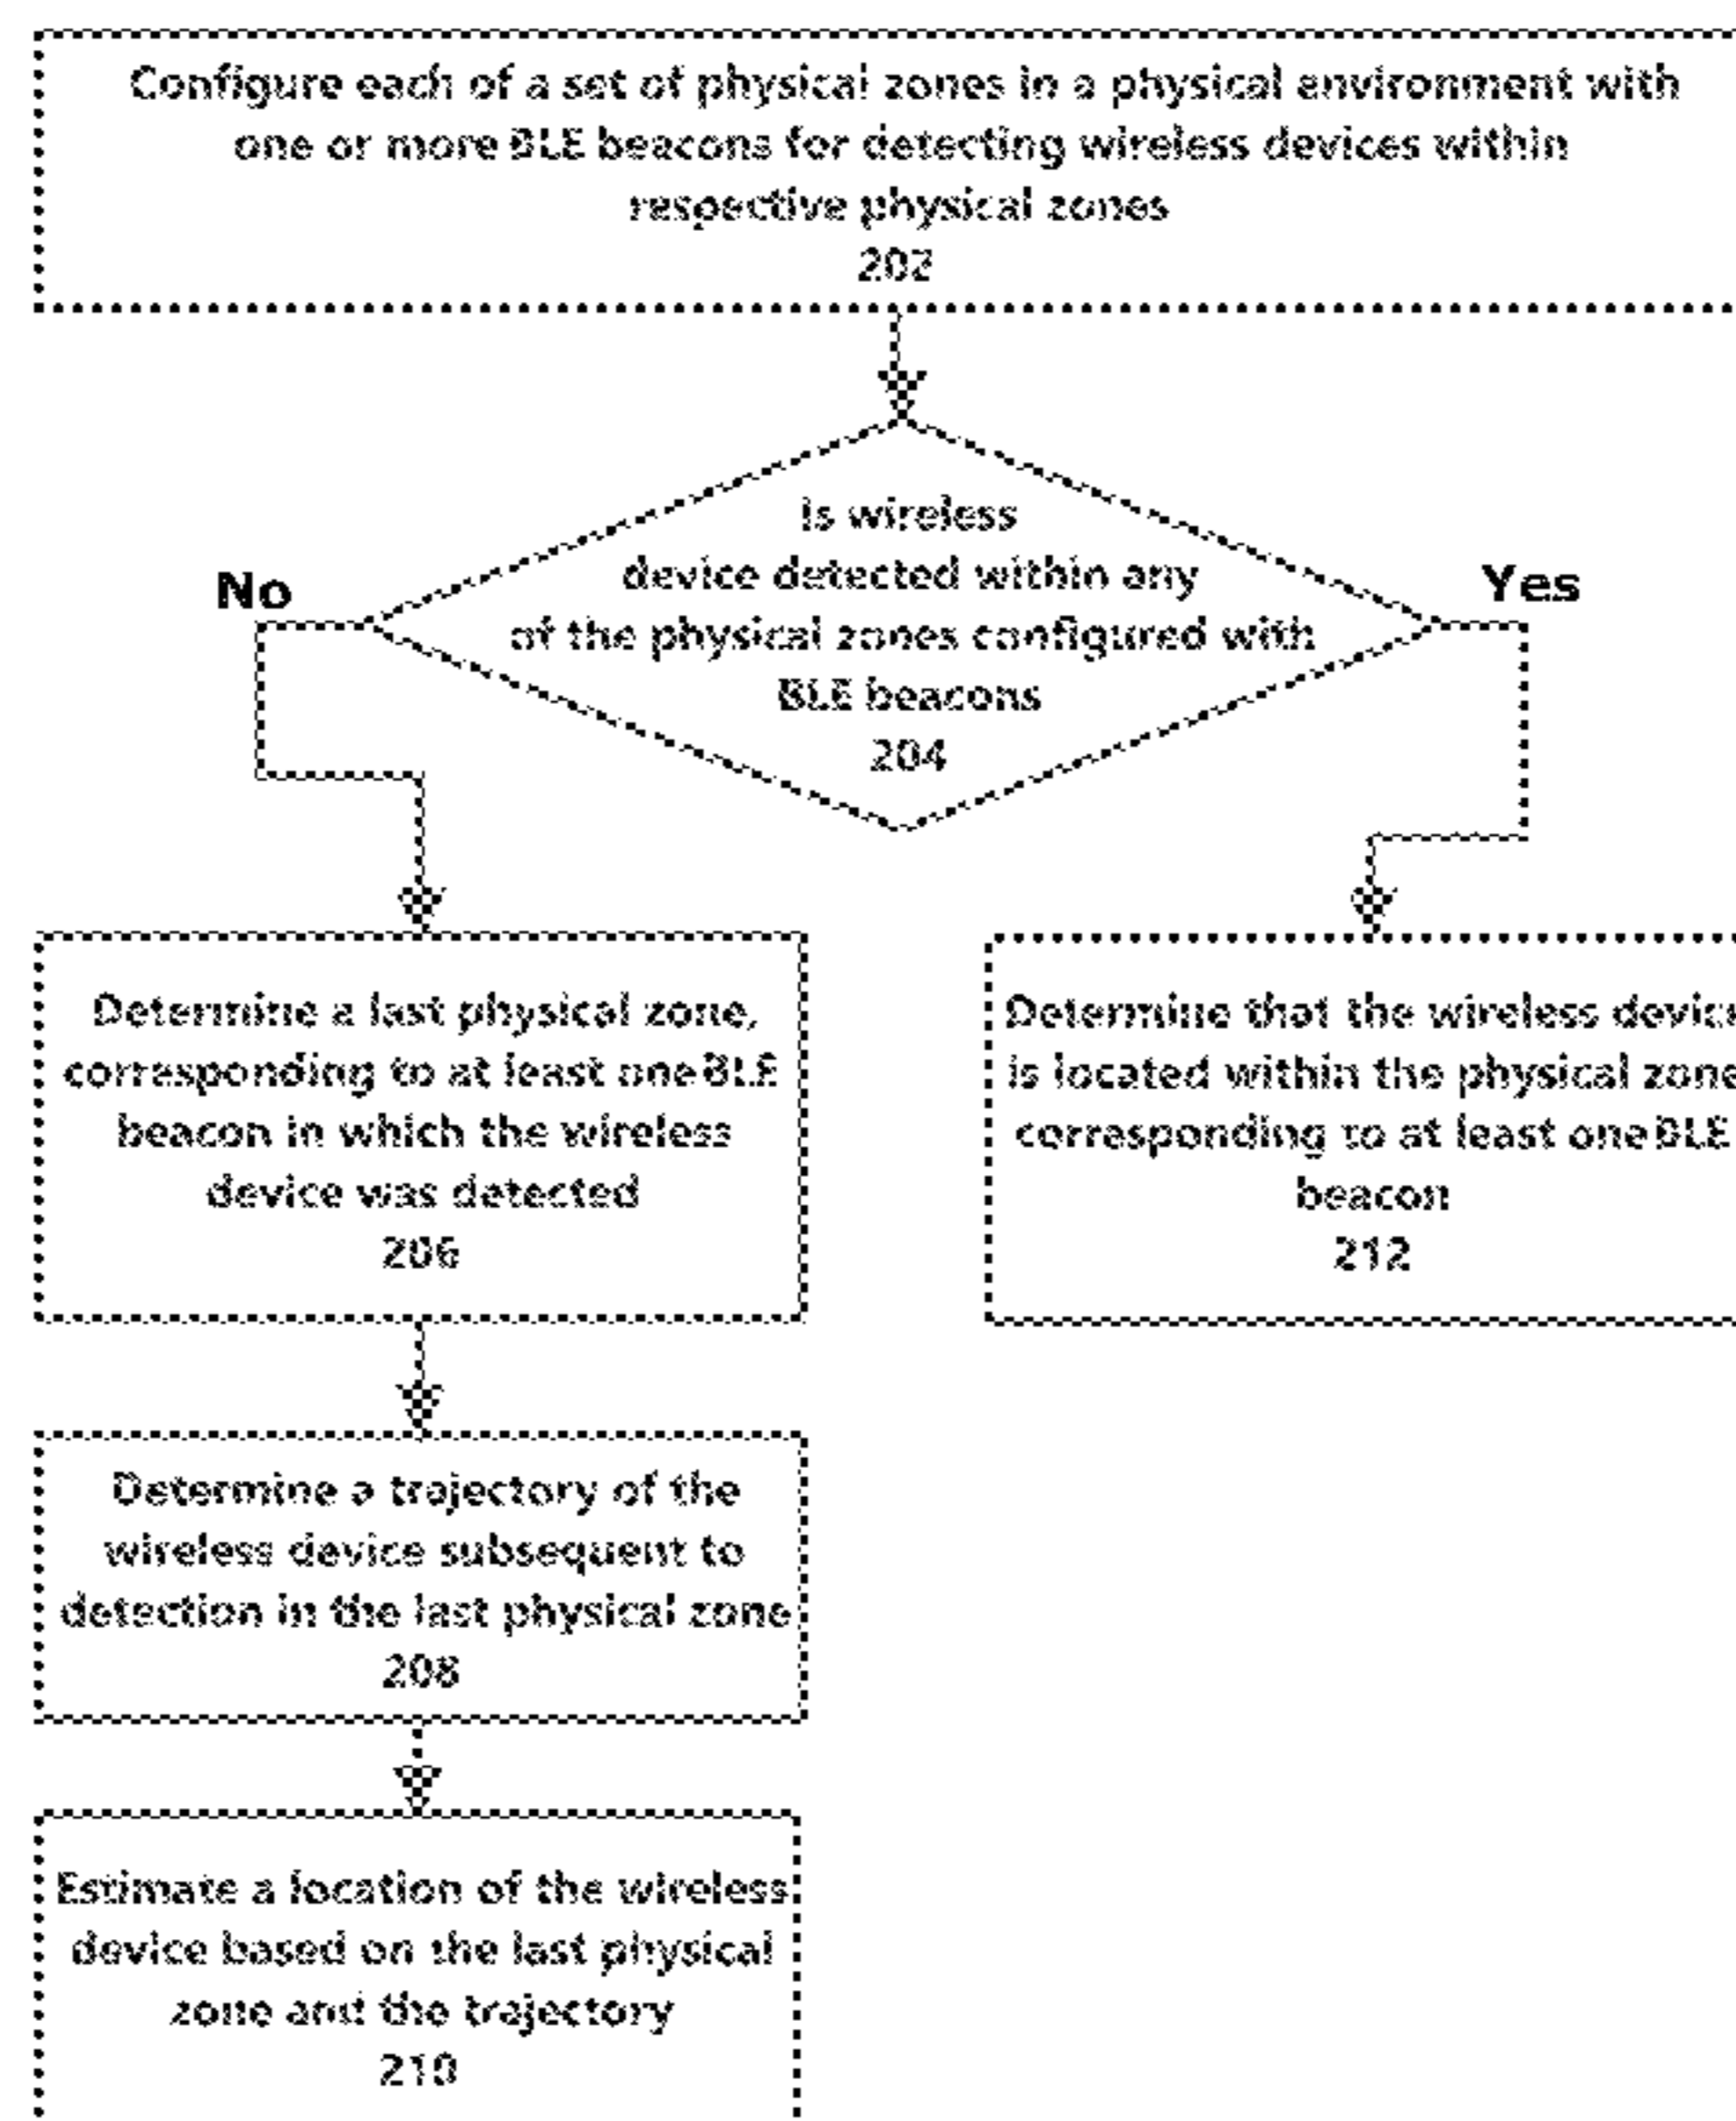 Configure each of a set of physical zones in a physical environment with
one or more BLE beacons for detecting wireless devices within
respective physical zones
202
Is wireless
device detected within any
of the physical zones configured with
BLE beacons
204
No
Yes
Determine a last physical zone,
corresponding to at least one BLE
beacon in which the wireless
device was detected
206
Determine that the wireless device
is located within the physical zone
corresponding to at least one BLE
beacon
212
Determine a trajectory of the
wireless device subsequent to
detection in the last physical zone
208
Estimate a location of the wireless
device based on the last physical
zone and the trajectory
210